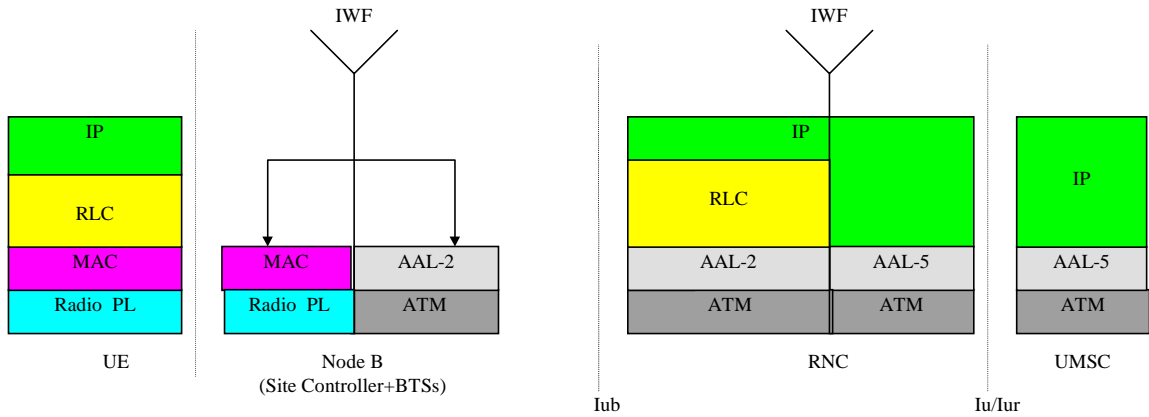 IWF
IWF
IP
RLC
MAC
Radio PL
MAC
AAL-2
Radio PL
ATM
IP
RLC
AAL-2
AAL-5
ATM
ATM
IP
AAL-5
ATM
UE
Node B
(Site Controller+BTSs)
RNC
UMSC
Iub
Iu/Iur